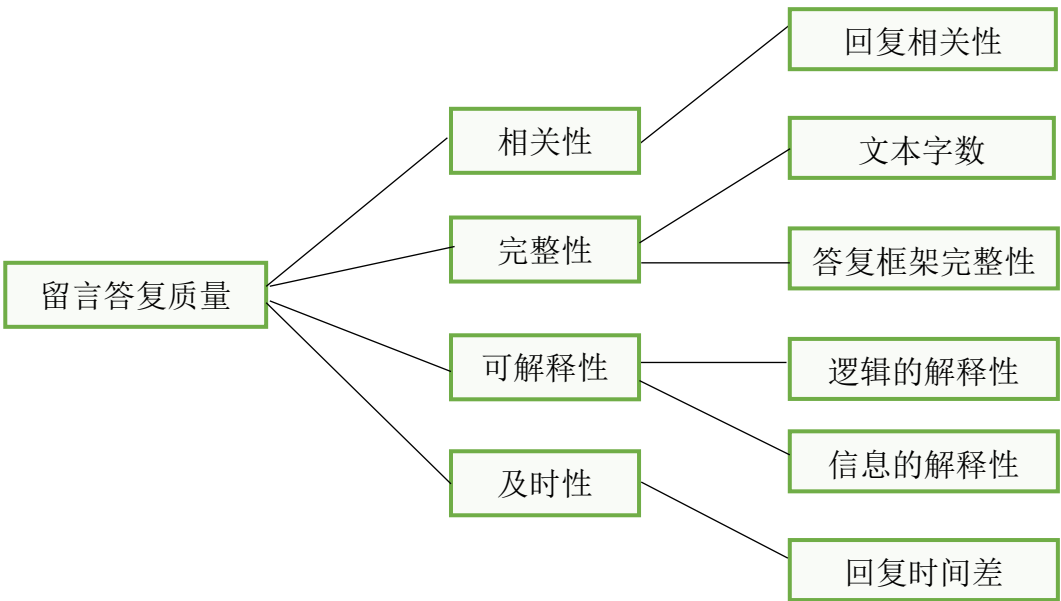 留言答复质量
相关性
完整性
可解释性
及时性
回复相关性
文本字数
答复框架完整性
逻辑的解释性
信息的解释性
回复时间差